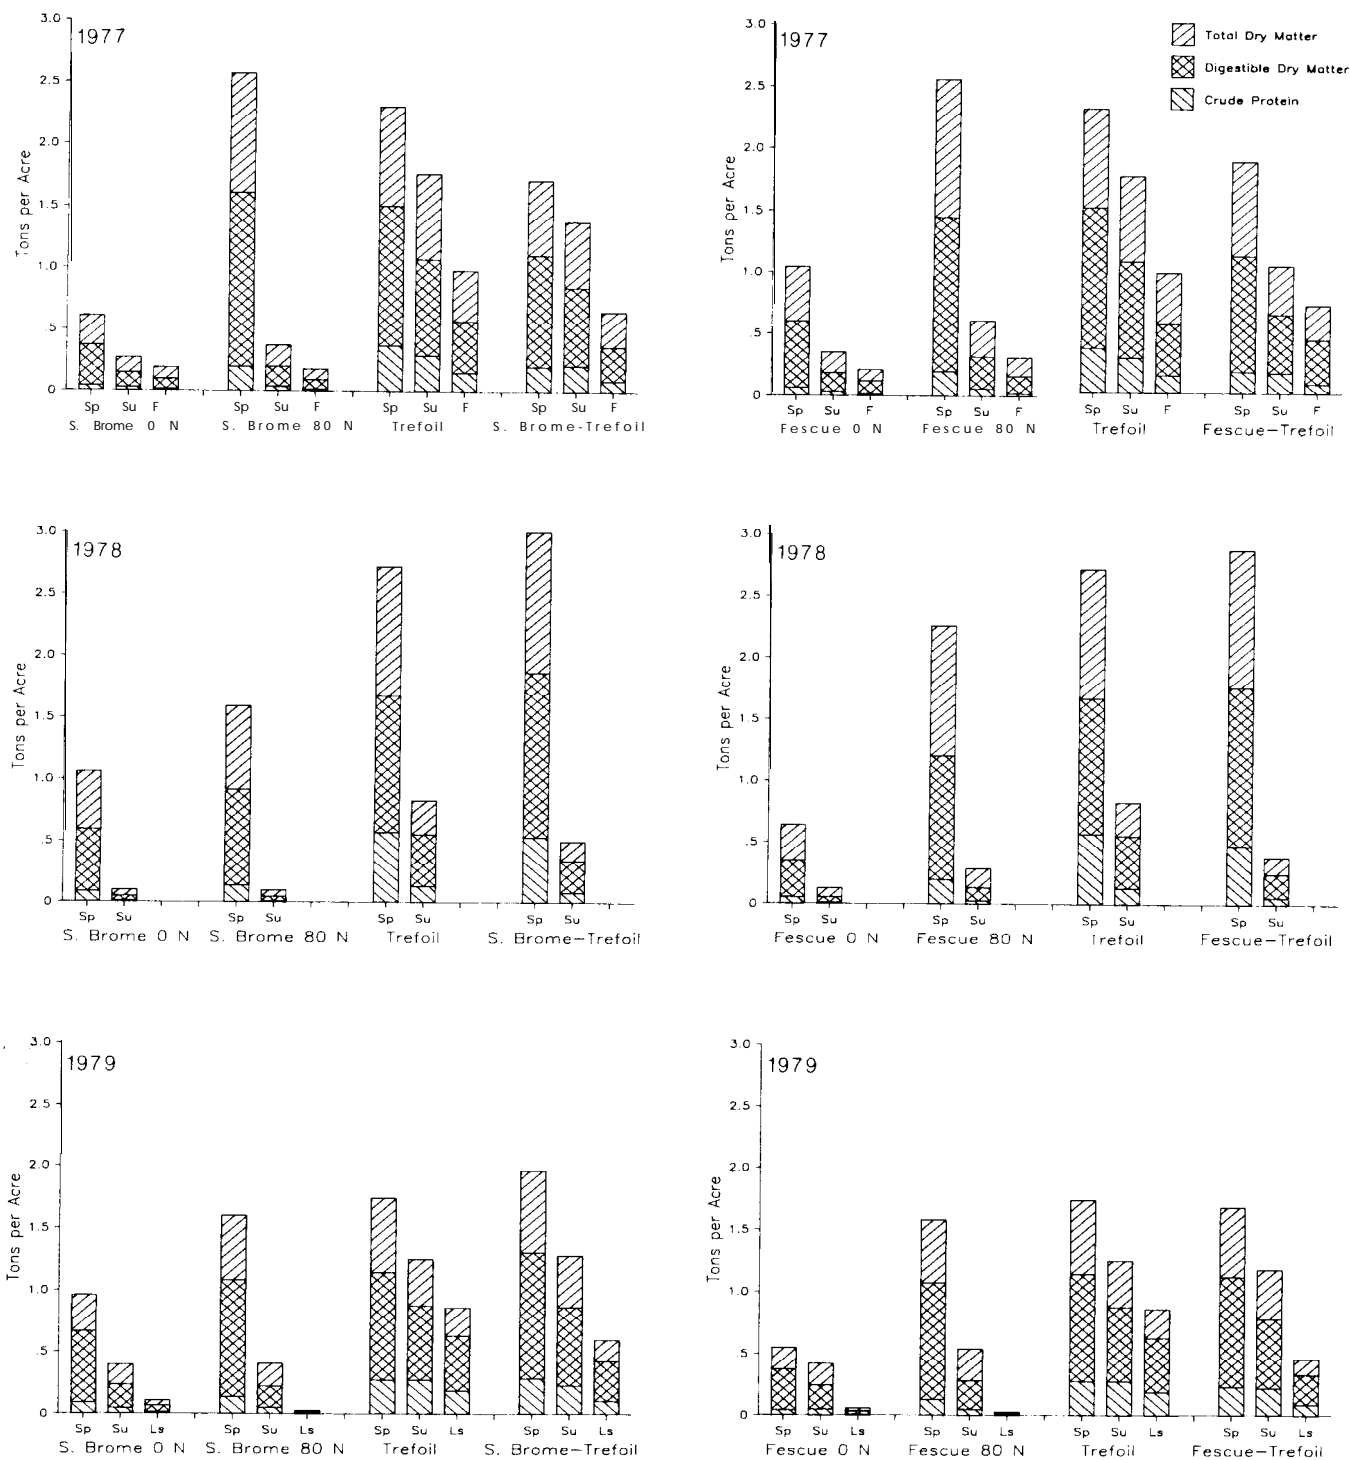 3.0
1977
2.5
2.0
1.5
1.0
.5
0
Tons per Acre
Sp Su F Sp Su F Sp Su F Sp Su F
S. Brome 0 N S. Brome 80 N Trefoil S. Brome-Trefoil
3.0
1977
2.5
2.0
1.5
1.0
.5
0
Tons per Acre
Total Dry Matter
Digestible Dry Matter
Crude Protein
Sp Su F Sp Su F Sp Su F Sp Su F
Fescue 0 N Fescue 80 N Trefoil Fescue-Trefoil
3.0
1978
2.5
2.0
1.5
1.0
.5
0
Tons per Acre
Sp Su Sp Su Sp Su Sp Su
S. Brome 0 N S. Brome 80 N Trefoil S. Brome-Trefoil
3.0
1978
2.5
2.0
1.5
1.0
.5
0
Tons per Acre
Sp Su Sp Su Sp Su Sp Su
Fescue 0 N Fescue 80 N Trefoil Fescue-Trefoil
3.0
1979
2.5
2.0
1.5
1.0
.5
0
Tons per Acre
Sp Su Ls Sp Su Ls Sp Su Ls Sp Su Ls
S. Brome 0 N S. Brome 80 N Trefoil S. Brome-Trefoil
3.0
1979
2.5
2.0
1.5
1.0
.5
0
Tons per Acre
Sp Su Ls Sp Su Ls Sp Su Ls Sp Su Ls
Fescue 0 N Fescue 80 N Trefoil Fescue-Trefoil